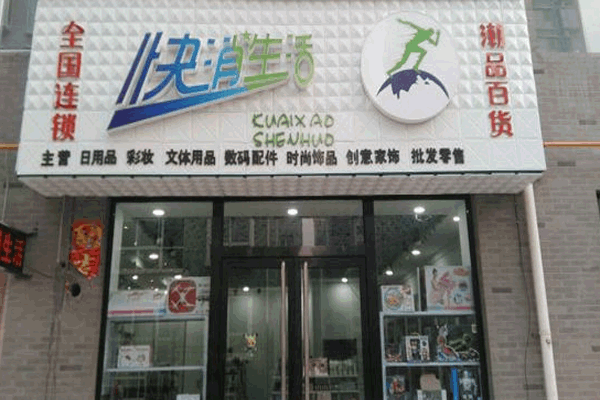 全国连锁
快消生活
潮品百货
KUAIXAO
SHENHUO
主营 日用品 彩妆 文体用品 数码配件 时尚饰品 创意家饰 批发零售
生活